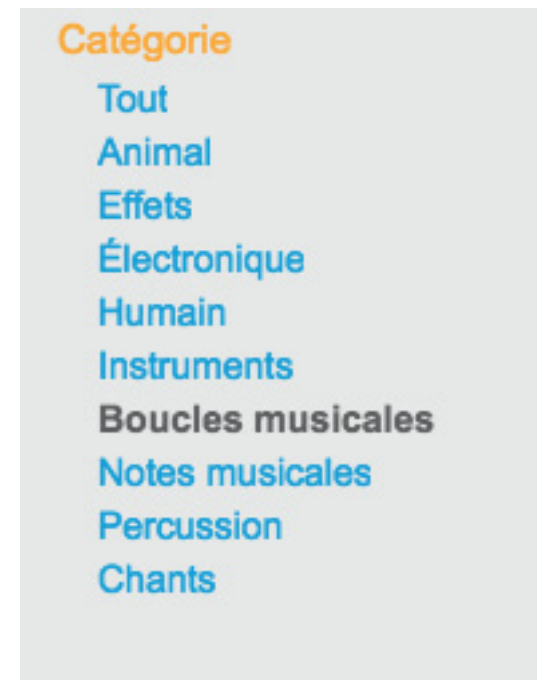 Catégorie
Tout
Animal
Effets
Électronique
Humain
Instruments
Boucles musicales
Notes musicales
Percussion
Chants